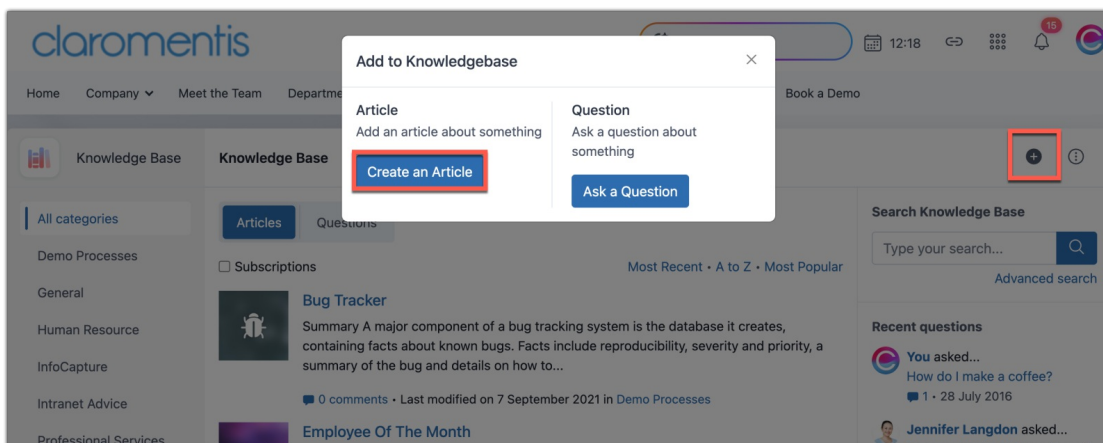 claromentis
12:18
15
Home Company Meet the Team Departme Book a Demo
Add to Knowledgebase
Article
Add an article about something
Create an Article
Question
Ask a question about
something
Ask a Question
Knowledge Base
Knowledge Base
All categories
Demo Processes
General
Human Resource
InfoCapture
Intranet Advice
Professional Services
Articles Questions
Subscriptions
Most Recent • A to Z • Most Popular
Bug Tracker
Summary A major component of a bug tracking system is the database it creates,
containing facts about known bugs. Facts include reproducibility, severity and priority, a
summary of the bug and details on how to...
0 comments • Last modified on 7 September 2021 in Demo Processes
Employee Of The Month
Search Knowledge Base
Type your search...
Advanced search
Recent questions
You asked...
How do I make a coffee?
1 • 28 July 2016
Jennifer Langdon asked...